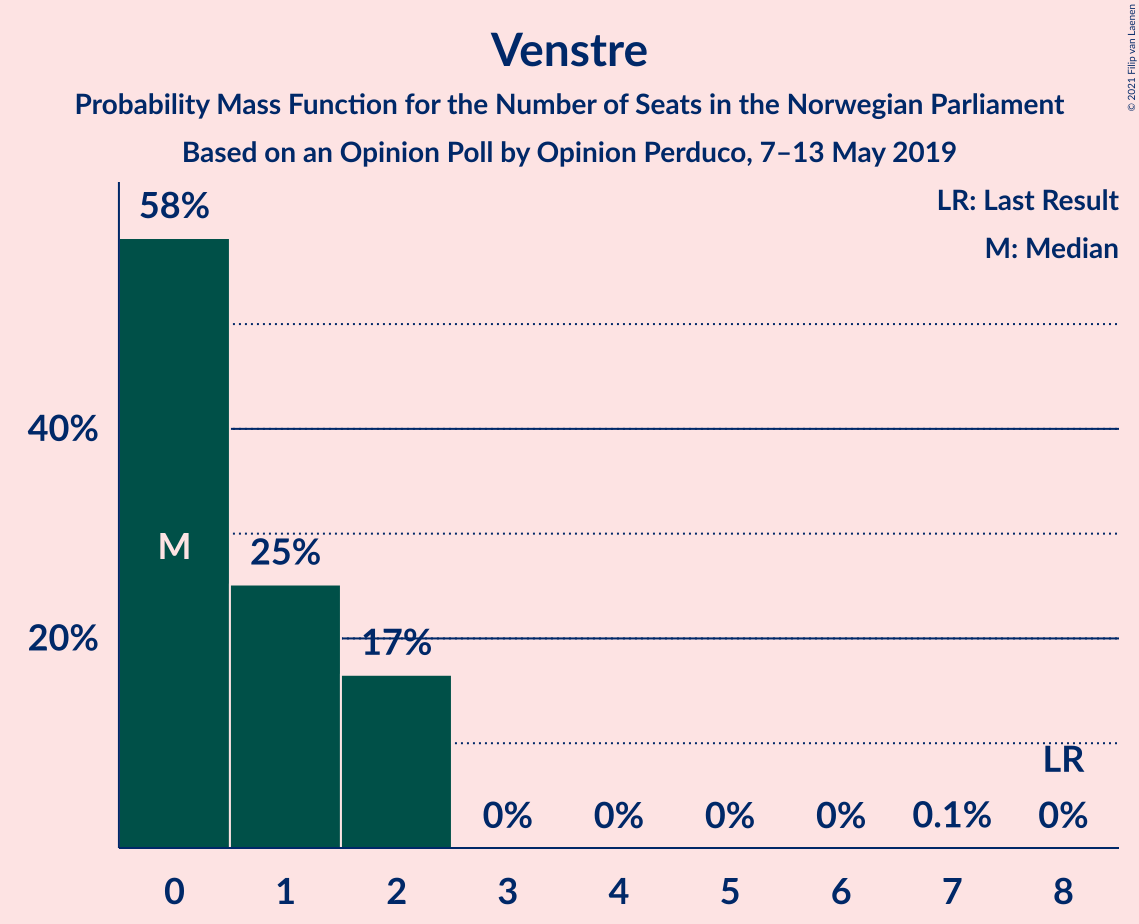 Venstre
Probability Mass Function for the Number of Seats in the Norwegian Parliament
Based on an Opinion Poll by Opinion Perduco, 7–13 May 2019
© 2021 Filip van Laenen
LR: Last Result
M: Median
58%
40%
M
25%
20%
17%
LR
0%
0%
0%
0%
0.1%
0%
0
1
2
3
4
5
6
7
8